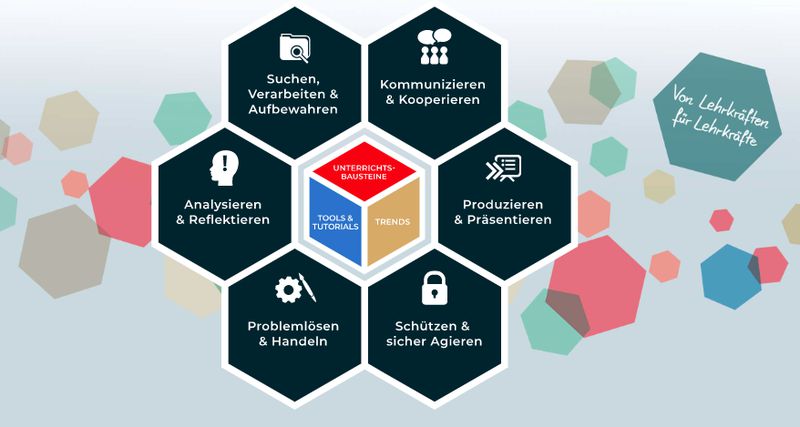 Suchen,
Verarbeiten &
Aufbewahren
Kommunizieren
& Kooperieren
Von Lehrkräften
für Lehrkräfte
Analysieren
& Reflektieren
UNTERRICHTS-
BAUSTEINE
TOOLS &
TUTORIALS
TRENDS
Produzieren
& Präsentieren
Problemlösen
& Handeln
Schützen &
sicher Agieren